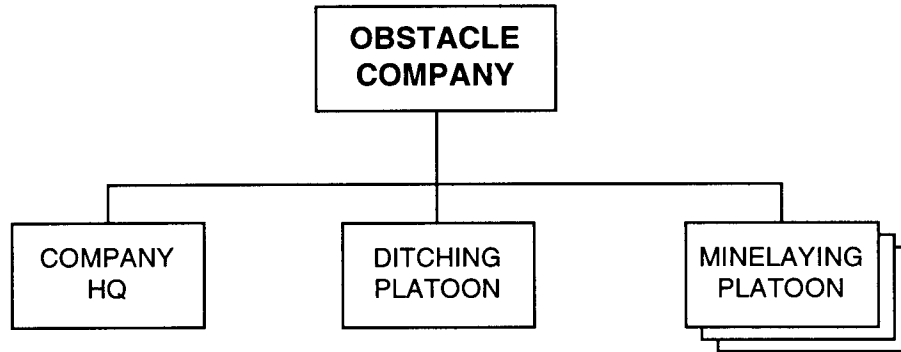 OBSTACLE
COMPANY
COMPANY
HQ
DITCHING
PLATOON
MINELAYING
PLATOON